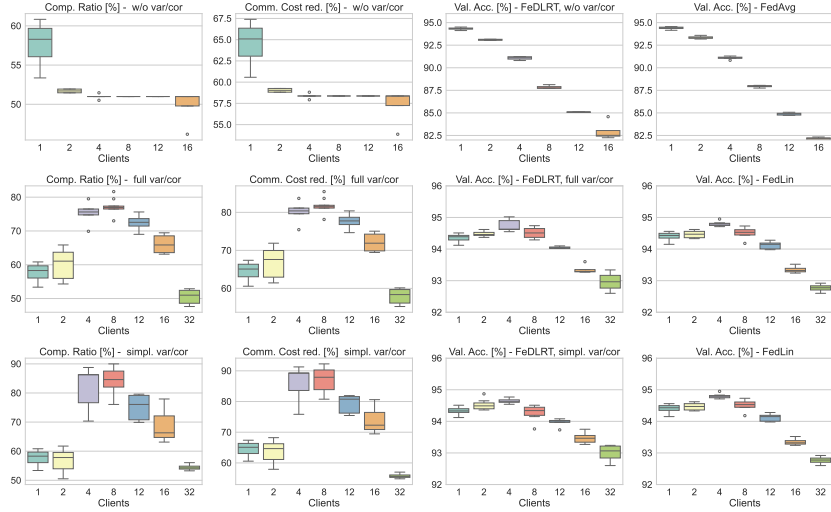 Comp. Ratio [%] - w/o var/cor
Comm. Cost red. [%] - w/o var/cor
Val. Acc. [%] - FeDLRT, w/o var/cor
Val. Acc. [%] - FedAvg
60
55
50
1 2 4 8 12 16
Clients
67.5
65.0
62.5
60.0
57.5
55.0
1 2 4 8 12 16
Clients
95.0
92.5
90.0
87.5
85.0
82.5
1 2 4 8 12 16
Clients
95.0
92.5
90.0
87.5
85.0
82.5
1 2 4 8 12 16
Clients
Comp. Ratio [%] - full var/cor
Comm. Cost red. [%] full var/cor
Val. Acc. [%] - FeDLRT, full var/cor
Val. Acc. [%] - FedLin
80
70
60
50
1 2 4 8 12 16 32
Clients
80
70
60
1 2 4 8 12 16 32
Clients
96
95
94
93
92
1 2 4 8 12 16 32
Clients
96
95
94
93
92
1 2 4 8 12 16 32
Clients
Comp. Ratio [%] - simpl. var/cor
Comm. Cost red. [%] simpl. var/cor
Val. Acc. [%] - FeDLRT, simpl. var/cor
Val. Acc. [%] - FedLin
90
80
70
60
50
1 2 4 8 12 16 32
Clients
90
80
70
60
1 2 4 8 12 16 32
Clients
96
95
94
93
92
1 2 4 8 12 16 32
Clients
96
95
94
93
92
1 2 4 8 12 16 32
Clients